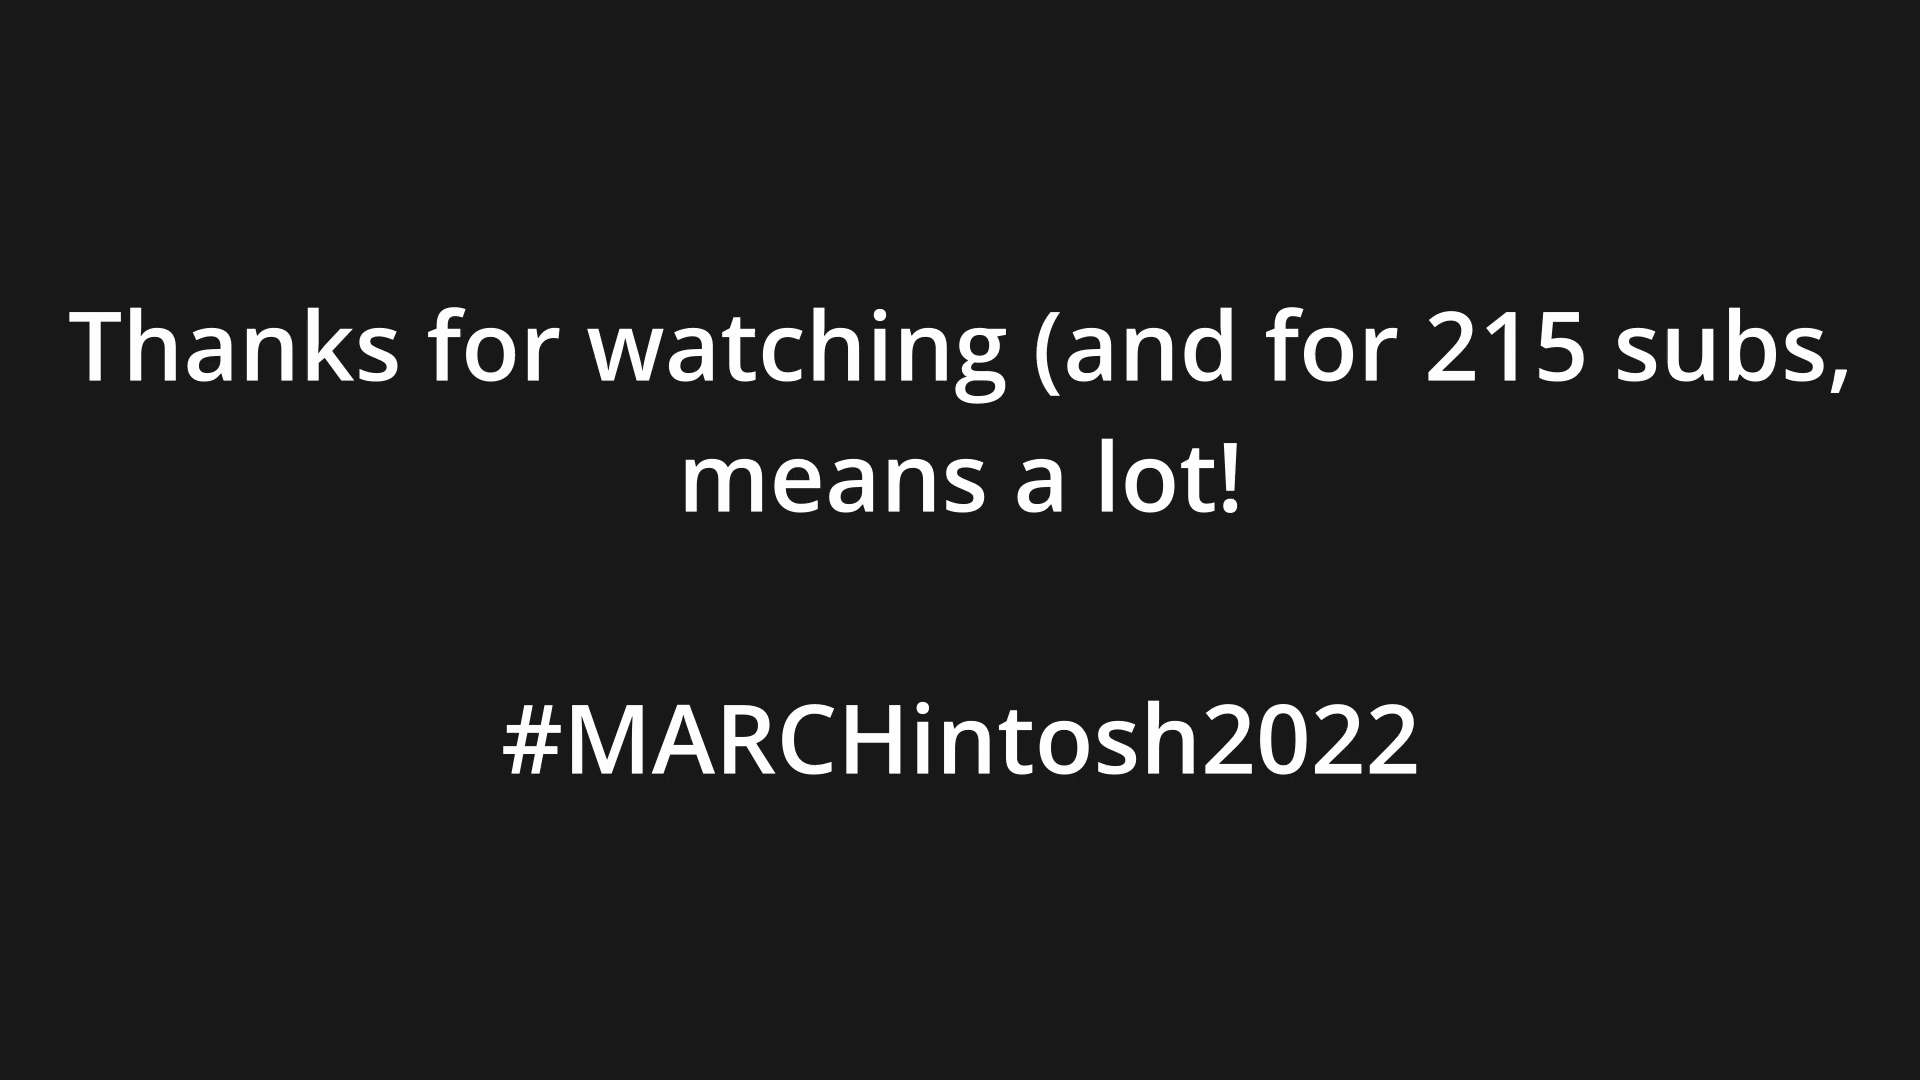 Thanks for watching (and for 215 subs,
means a lot!
#MARCHintosh2022